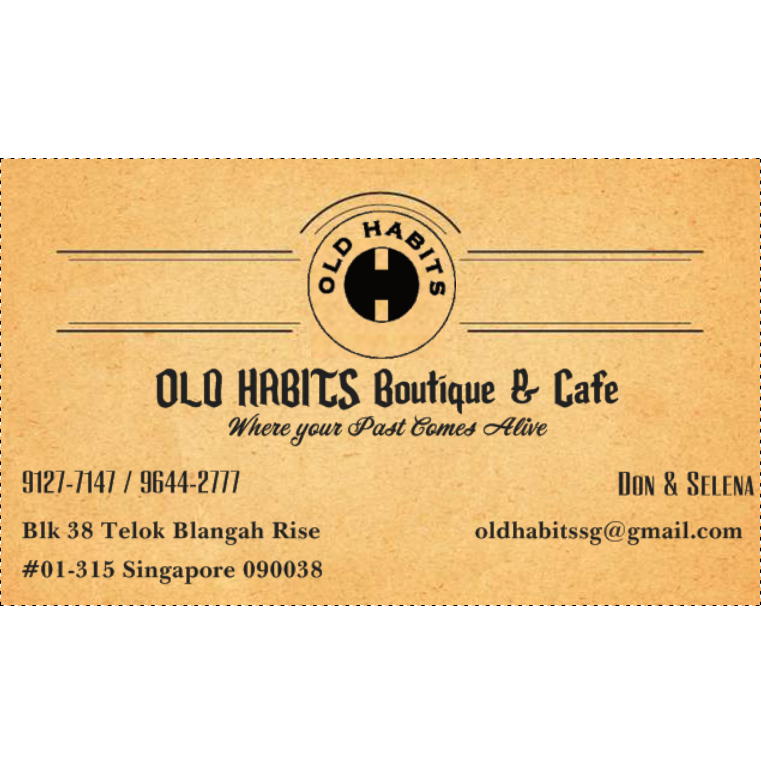 OLD HABITS
H
OLD HABITS Boutique & Cafe
Where your Past Comes Alive
9127-7147 / 9644-2777
DON & SELENA
Blk 38 Telok Blangah Rise
oldhabitssg@gmail.com
#01-315 Singapore 090038